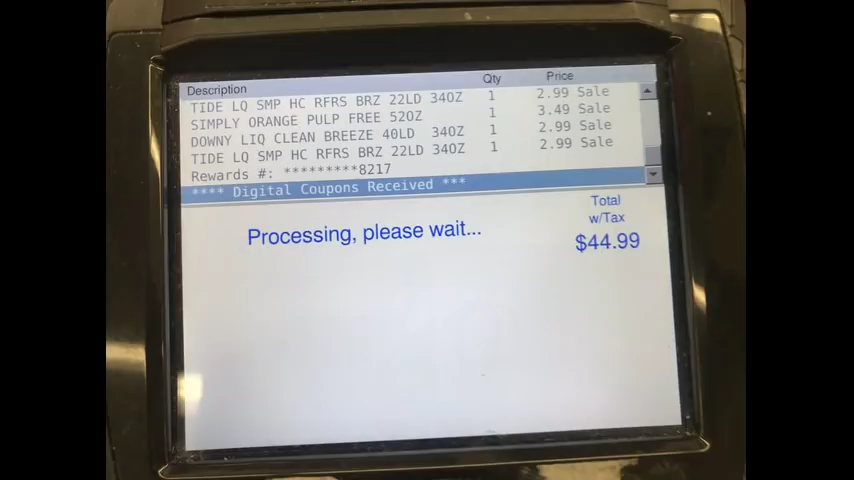 Description Qty Price
TIDE LQ SMP HC RFRS BRZ 22LD 34OZ 1 2.99 Sale
SIMPLY ORANGE PULP FREE 52OZ 1 3.49 Sale
DOWNY LIQ CLEAN BREEZE 40LD 34OZ 1 2.99 Sale
TIDE LQ SMP HC RFRS BRZ 22LD 34OZ 1 2.99 Sale
Rewards #: *********8217
**** Digital Coupons Received ***
Total
w/Tax
Processing, please wait... $44.99